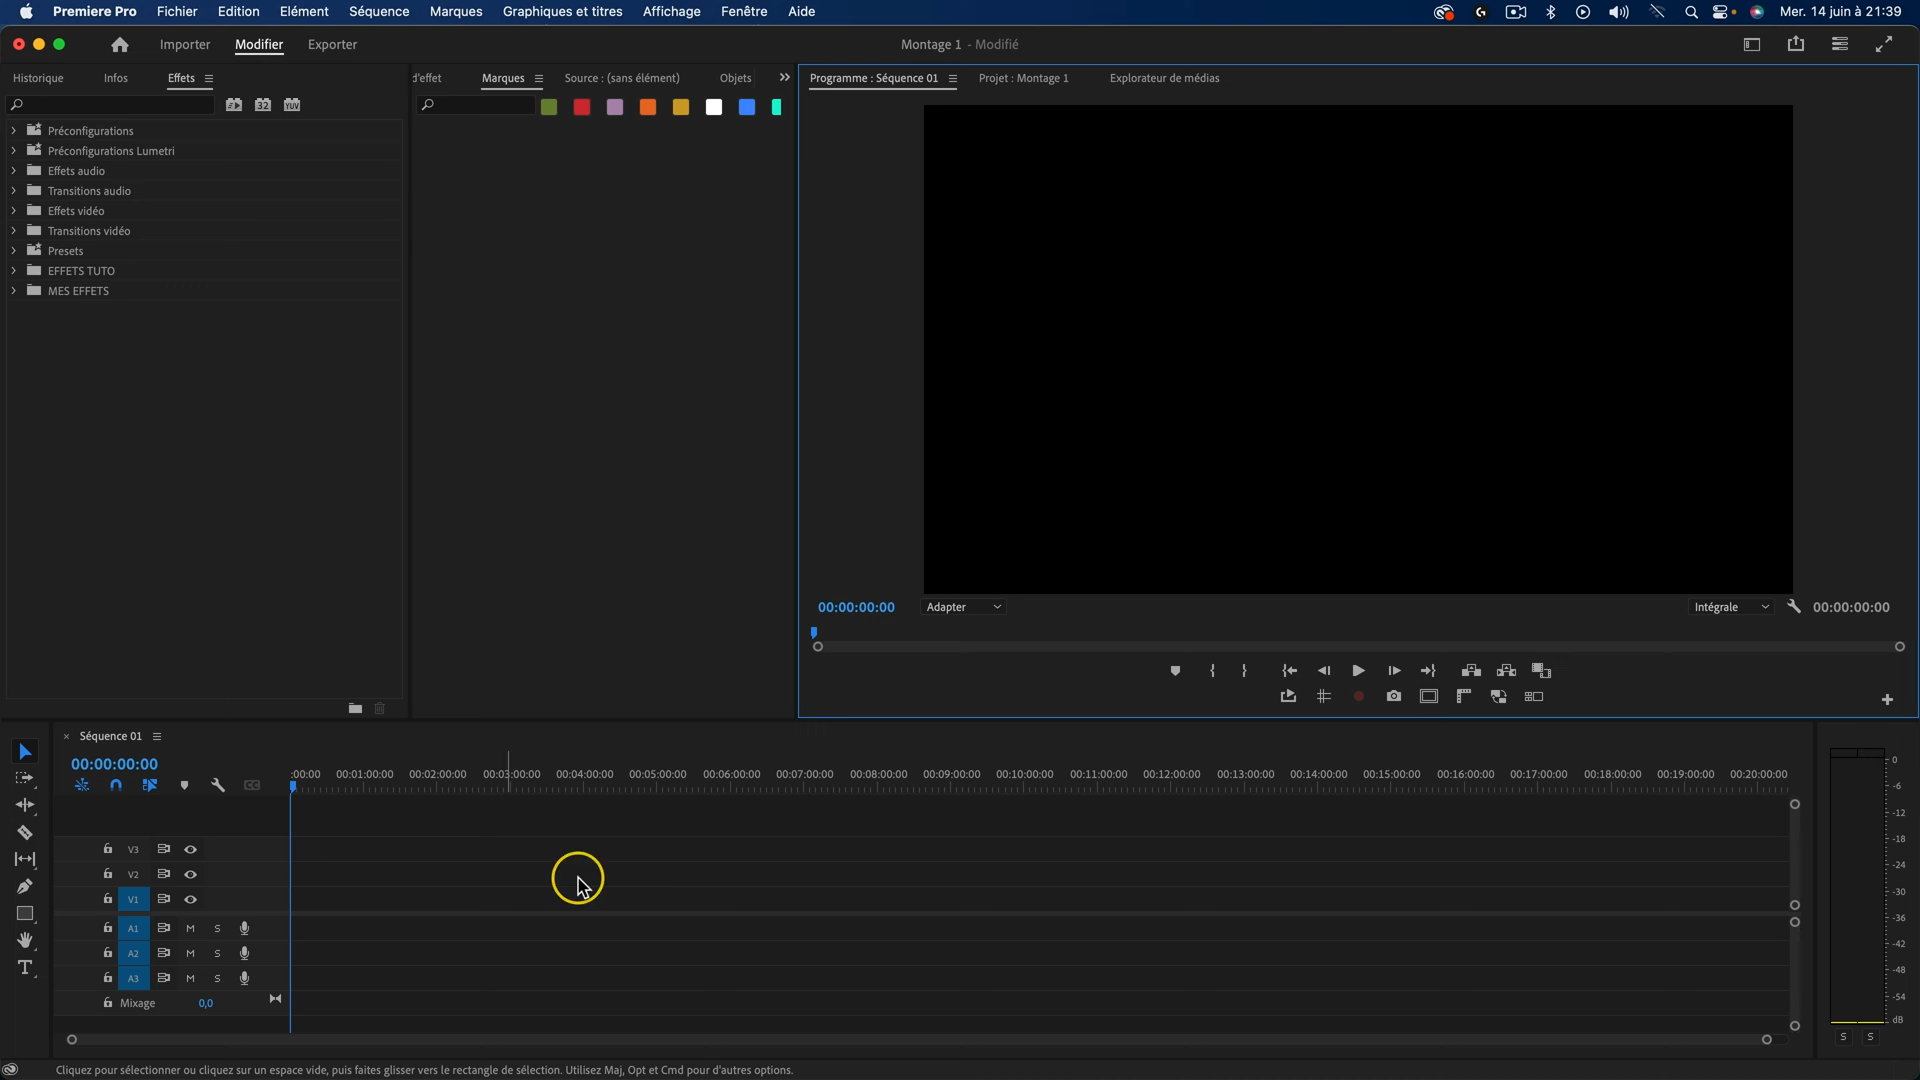 Premiere Pro Fichier Edition Elément Séquence Marques Graphiques et titres Affichage Fenêtre Aide Mer. 14 juin à 21:39
Importer Modifier Exporter Montage 1 - Modifié
Historique Infos Effets d'effet Marques Source : (sans élément) Objets Programme : Séquence 01 Projet : Montage 1 Explorateur de médias
32 YUV
Préconfigurations
Préconfigurations Lumetri
Effets audio
Transitions audio
Effets vidéo
Transitions vidéo
Presets
EFFETS TUTO
MES EFFETS
00:00:00:00 Adapter Intégrale 00:00:00:00
Séquence 01
00:00:00:00
:00:00 00:01:00:00 00:02:00:00 00:03:00:00 00:04:00:00 00:05:00:00 00:06:00:00 00:07:00:00 00:08:00:00 00:09:00:00 00:10:00:00 00:11:00:00 00:12:00:00 00:13:00:00 00:14:00:00 00:15:00:00 00:16:00:00 00:17:00:00 00:18:00:00 00:19:00:00 00:20:00:00
V3
V2
V1
A1 M S
A2 M S
A3 M S
Mixage 0,0
0
-6
-12
-18
-24
-30
-36
-42
-48
-54
dB
S S
Cliquez pour sélectionner ou cliquez sur un espace vide, puis faites glisser vers le rectangle de sélection. Utilisez Maj, Opt et Cmd pour d'autres options.